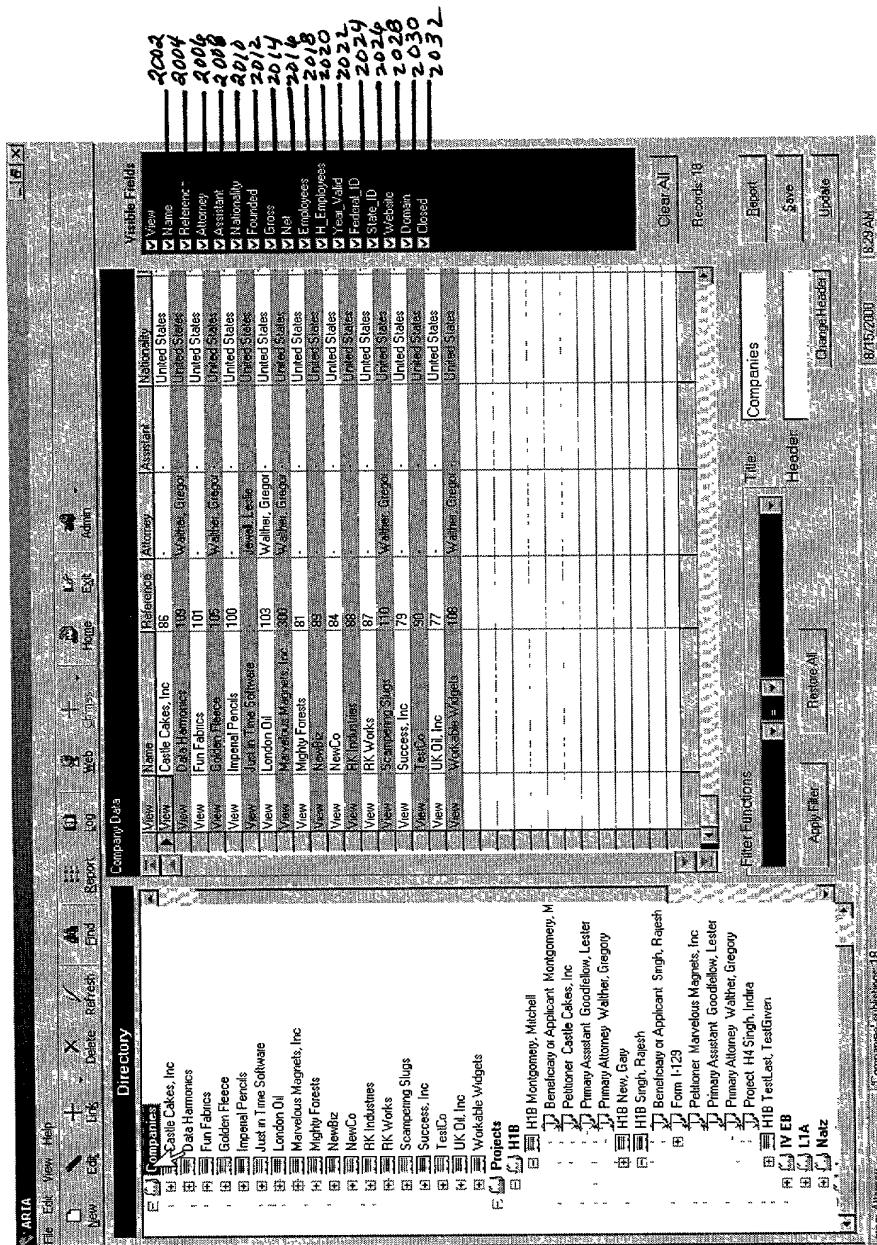 ARIA
File Edit View Help
New Edit Link Delete Refresh Find Report Log Web Home Exit Admin
Directory
Companies
Castle Cakes, Inc
Data Harmonics
Fun Fabrics
Golden Fleece
Imperial Pencils
Just in Time Software
London Oil
Marvelous Magnets, Inc
Mighty Forests
NewBiz
NewCo
RK Industries
RK Works
Scampering Slugs
Success, Inc
TestCo
UK Oil, Inc
Workable Widgets
Projects
H1B
H1B Montgomery, Mitchell
Beneficiary or Applicant Montgomery, M
Petitioner Castle Cakes, Inc
Primary Assistant Goodfellow, Lester
Primary Attorney Walther, Gregory
H1B New, Gary
H1B Singh, Rajesh
Beneficiary or Applicant Singh, Rajesh
Form I-129
Petitioner Marvelous Magnets, Inc
Primary Assistant Goodfellow, Lester
Primary Attorney Walther, Gregory
Project H4 Singh, Indira
H1B TestLast, TestGiven
IV EB
L1A
Natz
Company Data
View Name Reference Attorney Assistant Nationality
View Castle Cakes, Inc 86 - - United States
View Data Harmonics 109 Walther, Gregor - United States
View Fun Fabrics 101 - - United States
View Golden Fleece 105 Walther, Gregor - United States
View Imperial Pencils 100 - - United States
View Just in Time Software Jewell, Leslie United States
View London Oil 103 Walther, Gregor - United States
View Marvelous Magnets, Inc 300 Walther, Gregor - United States
View Mighty Forests 81 - - United States
View NewBiz 89 - - United States
View NewCo 84 - - United States
View RK Industries 88 - - United States
View RK Works 87 - - United States
View Scampering Slugs 110 Walther, Gregor - United States
View Success, Inc 79 - - United States
View TestCo 90 - - United States
View UK Oil, Inc 77 - - United States
View Workable Widgets 108 Walther, Gregor - United States
Filter Functions
=
Apply Filter Restore All
Title: Companies
Header:
Change Header
Visible Fields
View
Name 2002
Reference 2004
Attorney 2006
Assistant 2008
Nationality 2010
Founded 2012
Gross 2014
Net 2016
Employees 2018
H_Employees 2020
Year_Valid 2022
Federal_ID 2024
State_ID 2026
Website 2028
Domain 2030
Closed 2032
Clear All
Records: 18
Report
Save
Update
8/15/2000 8:29 AM